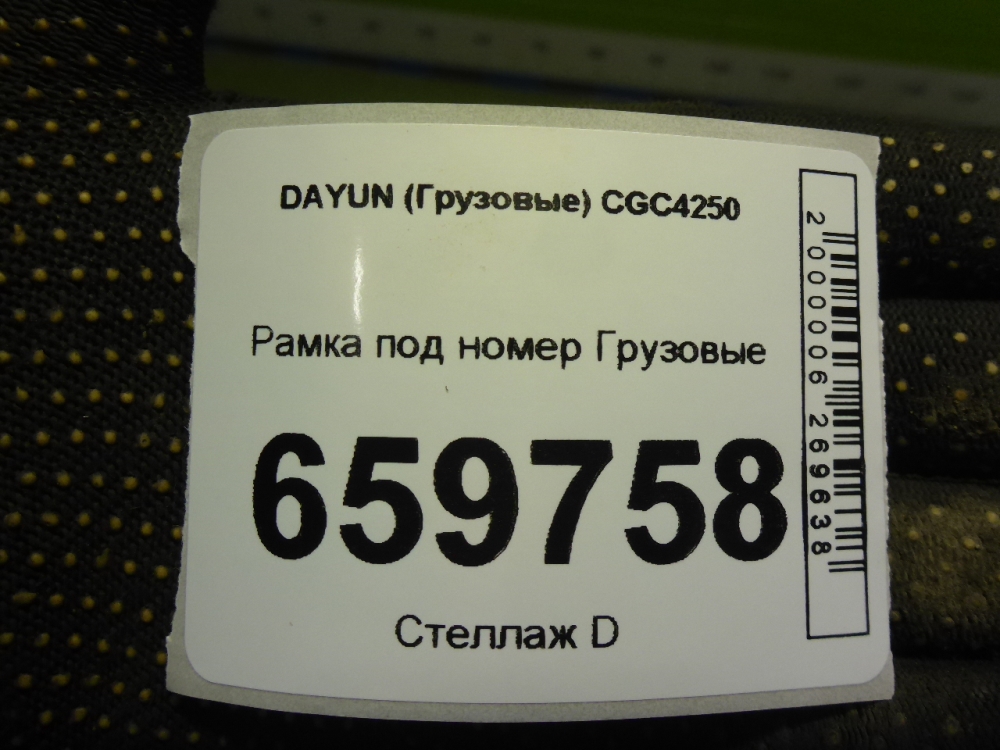 DAYUN (Грузовые) CGC4250
Рамка под номер Грузовые
659758
Стеллаж D
2000006269638